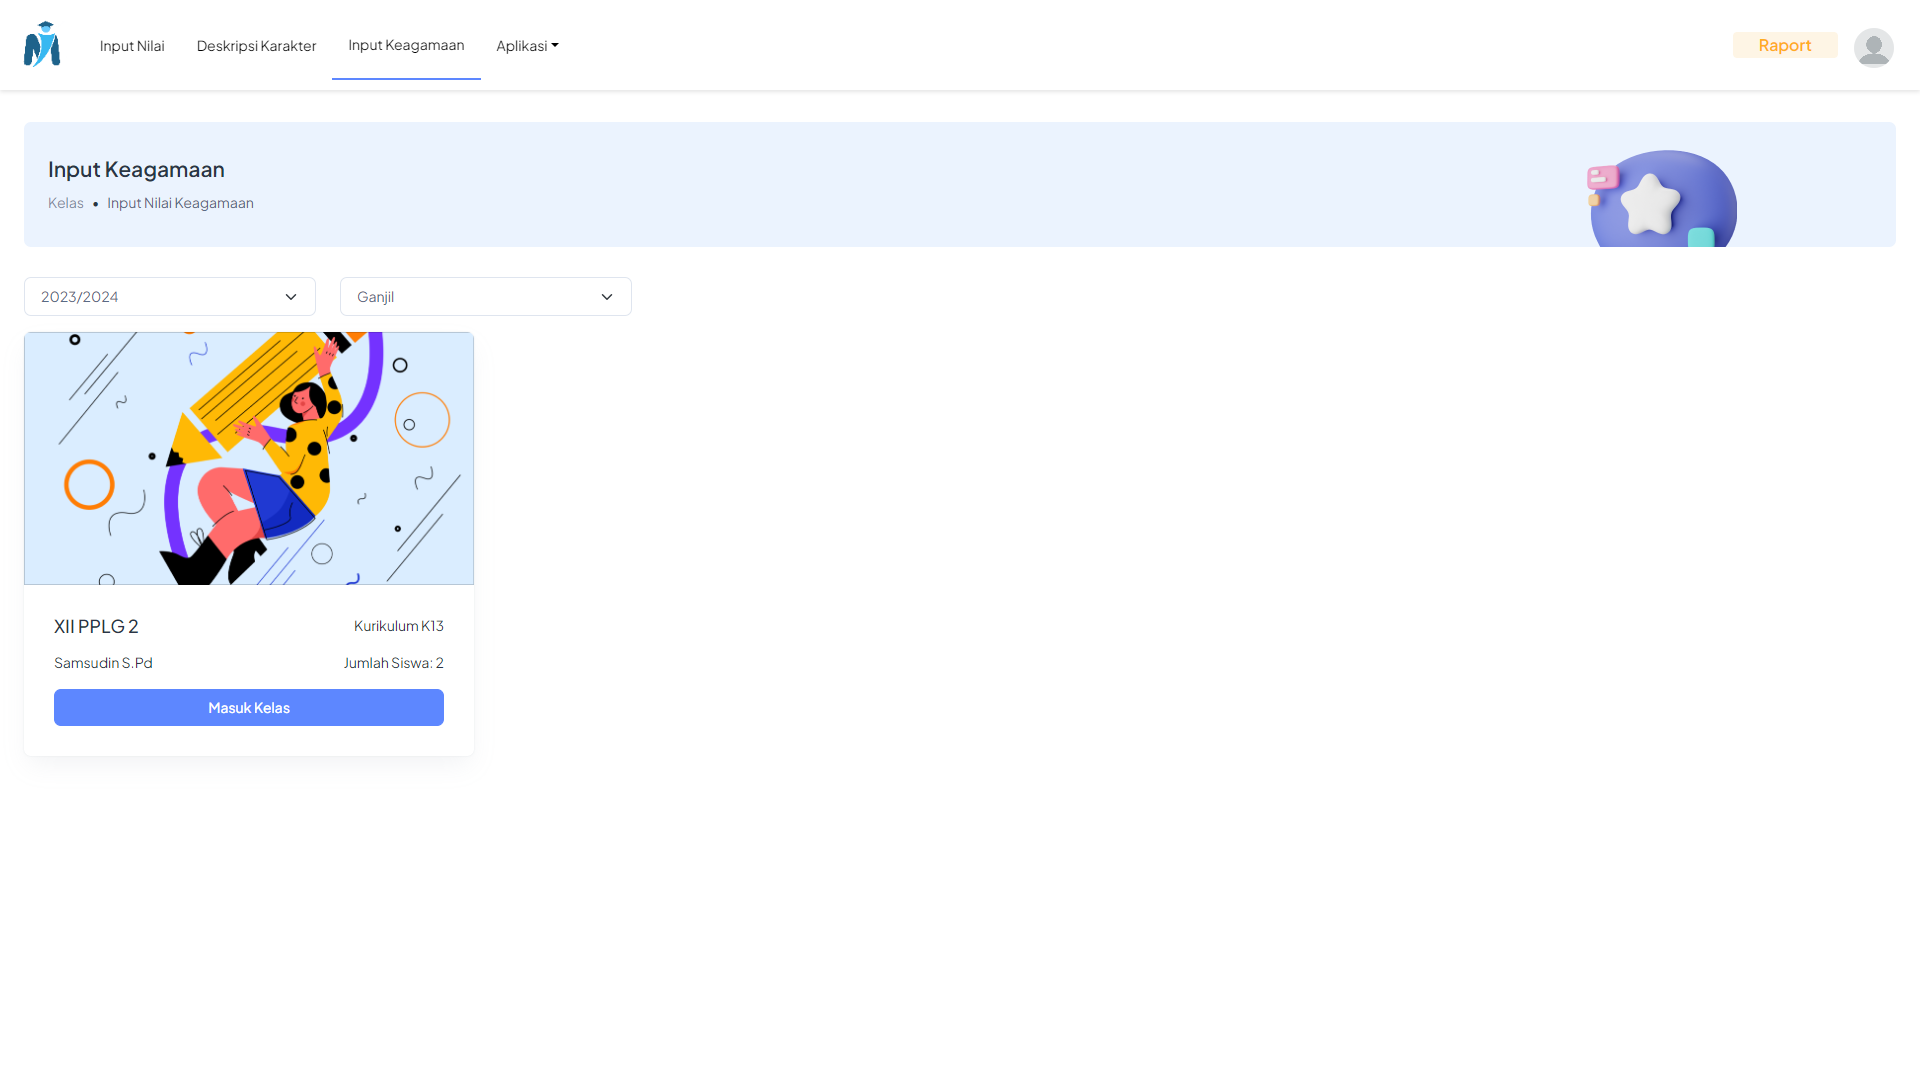 Input Nilai
Deskripsi Karakter
Input Keagamaan
Aplikasi
Raport
Input Keagamaan
Kelas • Input Nilai Keagamaan
2023/2024
Ganjil
XII PPLG 2
Kurikulum K13
Samsudin S.Pd
Jumlah Siswa: 2
Masuk Kelas